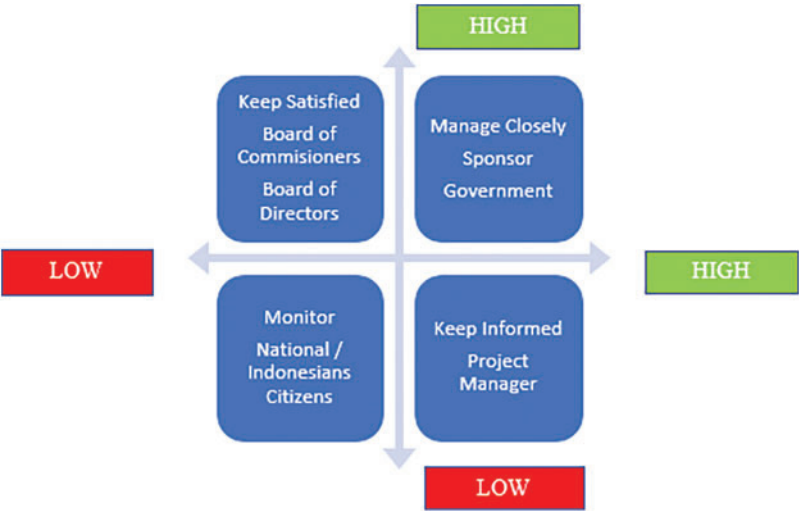 HIGH
Keep Satisfied
Board of
Commisioners
Board of
Directors
Manage Closely
Sponsor
Government
LOW
HIGH
Monitor
National /
Indonesians
Citizens
Keep Informed
Project
Manager
LOW